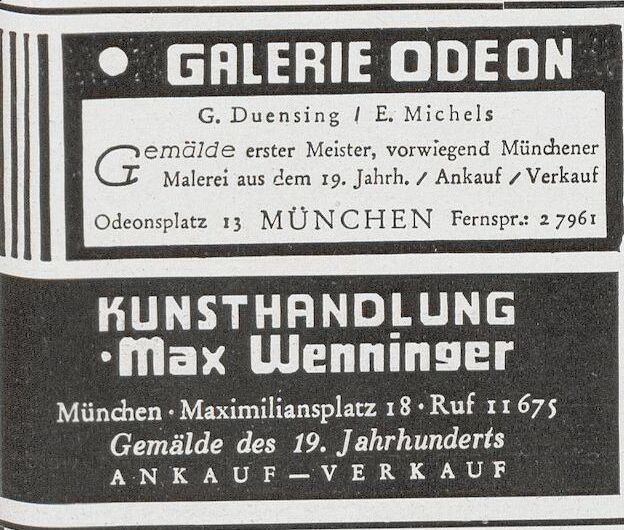 GALERIE ODEON
G. Duensing / E. Michels
Gemälde erster Meister, vorwiegend Münchener
Malerei aus dem 19. Jahrh. / Ankauf / Verkauf
Odeonsplatz 13 MÜNCHEN Fernspr.: 27961
KUNSTHANDLUNG
·Max Wenninger
München · Maximiliansplatz 18 · Ruf 11675
Gemälde des 19. Jahrhunderts
ANKAUF — VERKAUF